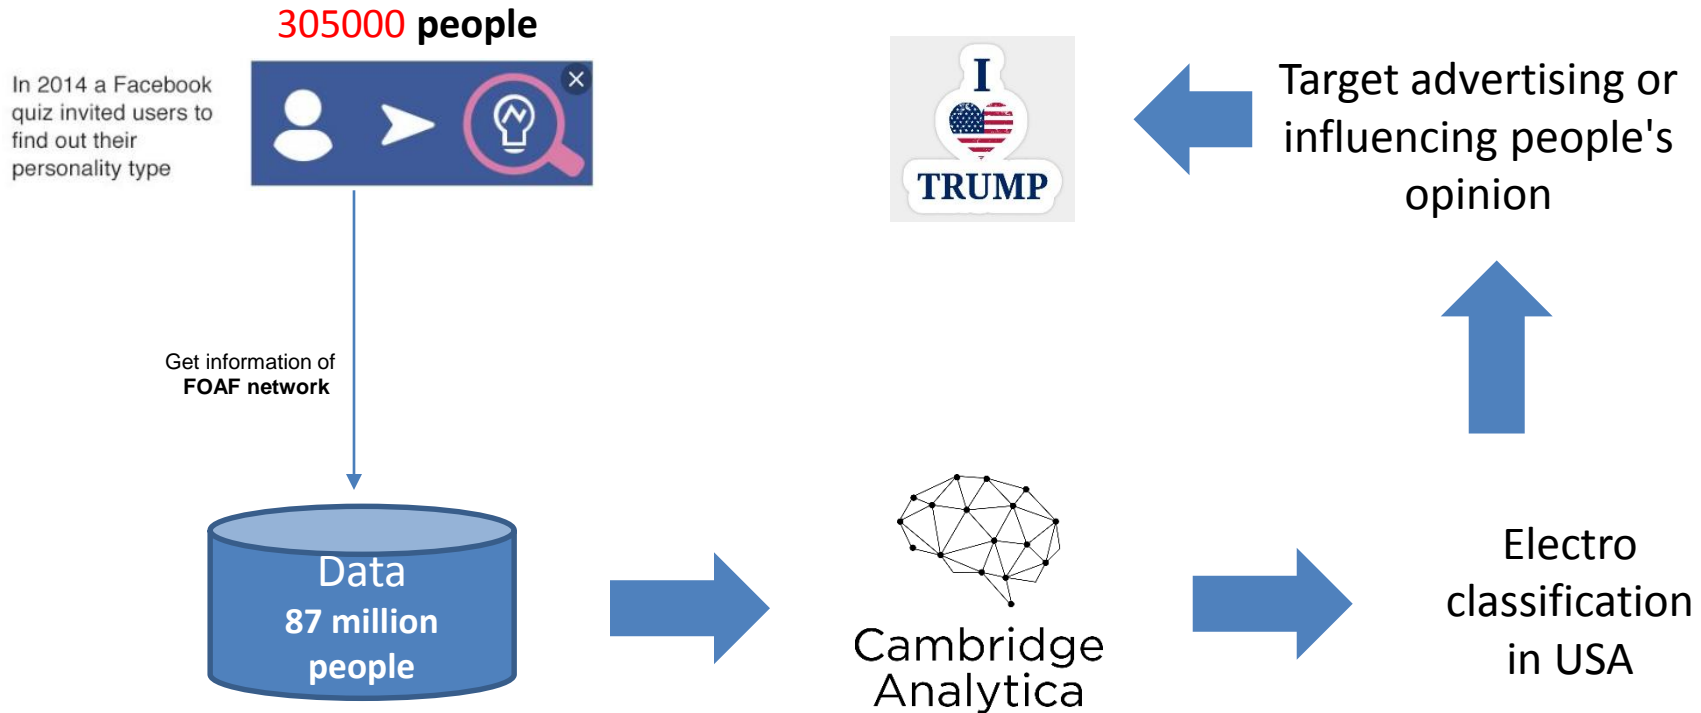 305000 people
In 2014 a Facebook
quiz invited users to
find out their
personality type
Get information of
FOAF network
Data
87 million
people
Cambridge
Analytica
Electro
classification
in USA
Target advertising or
influencing people's
opinion
I
TRUMP